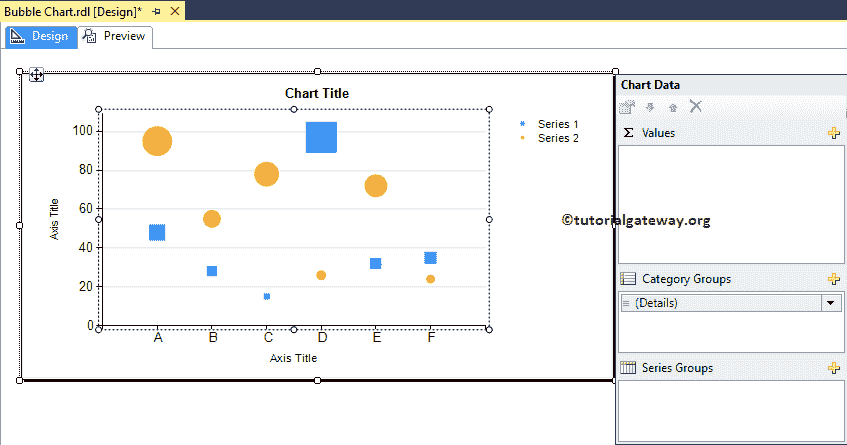 Bubble Chart.rdl [Design]*
Design
Preview
Chart Title
Chart Data
Series 1
Series 2
Σ Values
100
80
60
40
20
0
Axis Title
A B C D E F
Axis Title
©tutorialgateway.org
Category Groups
(Details)
Series Groups